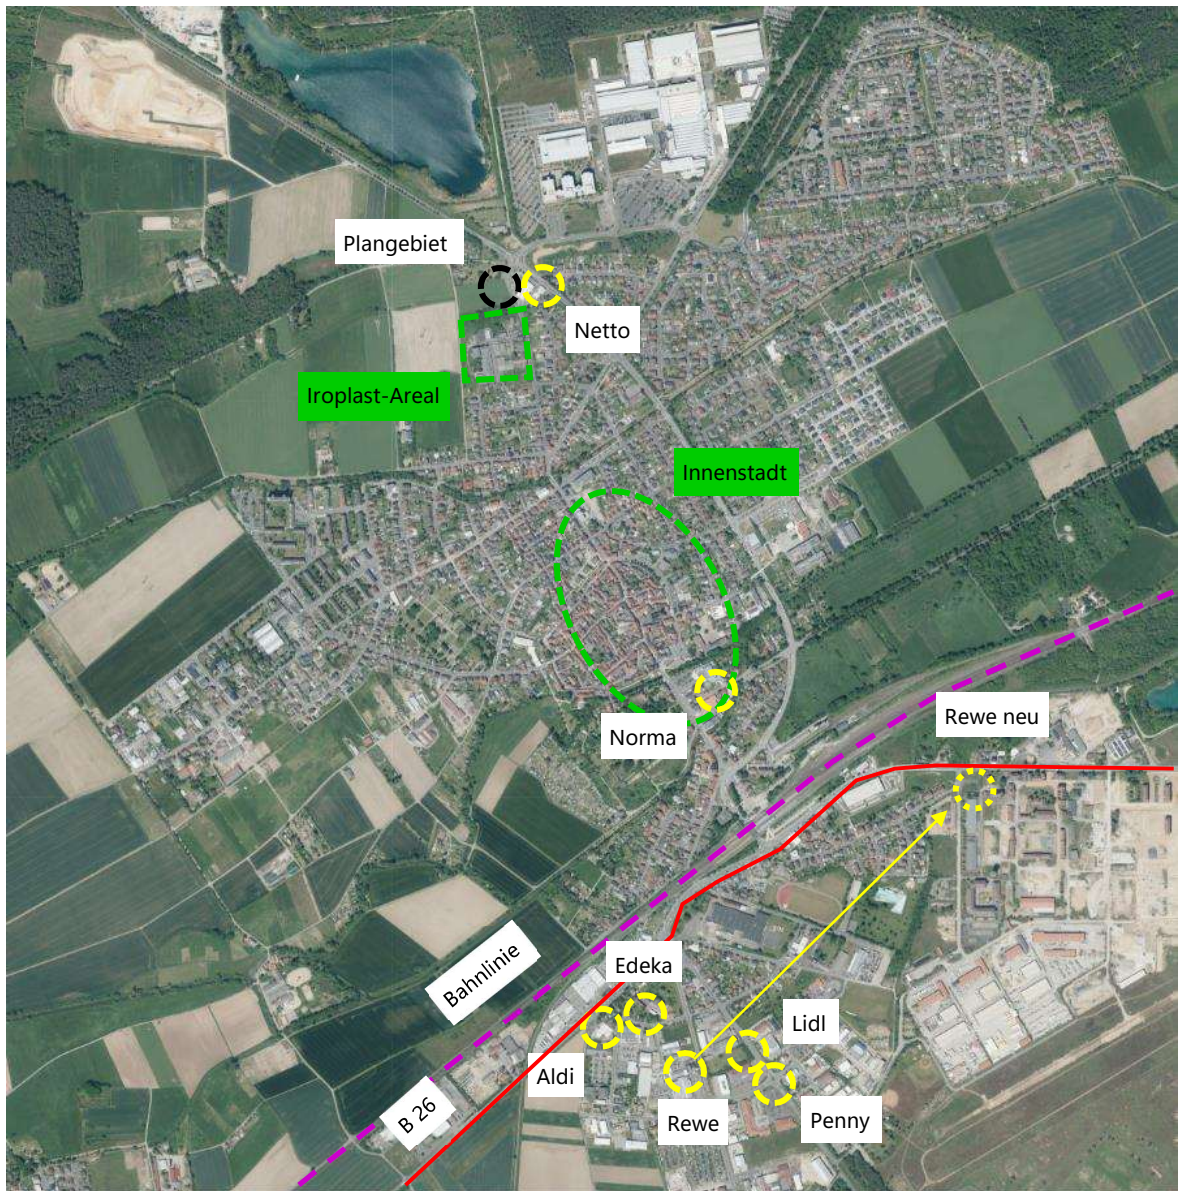 Plangebiet
Netto
Iroplast-Areal
Innenstadt
Norma
Rewe neu
Bahnlinie
Edeka
Lidl
Aldi
B 26
Rewe
Penny